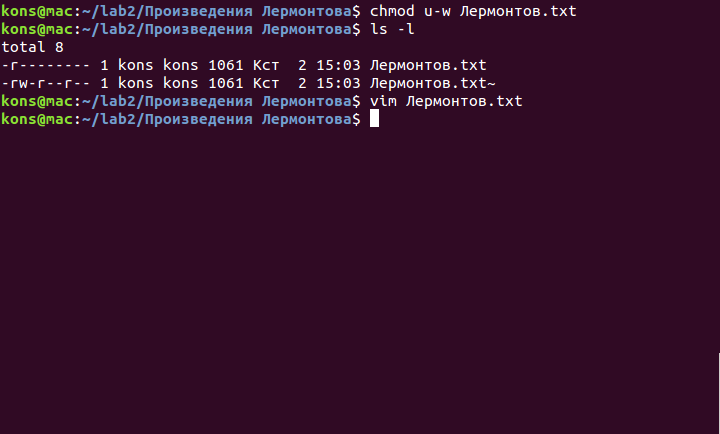 kons@mac:~/lab2/Произведения Лермонтова$ chmod u-w Лермонтов.txt
kons@mac:~/lab2/Произведения Лермонтова$ ls -l
total 8
-r-------- 1 kons kons 1061 Кст  2 15:03 Лермонтов.txt
-rw-r--r-- 1 kons kons 1061 Кст  2 15:03 Лермонтов.txt~
kons@mac:~/lab2/Произведения Лермонтова$ vim Лермонтов.txt
kons@mac:~/lab2/Произведения Лермонтова$